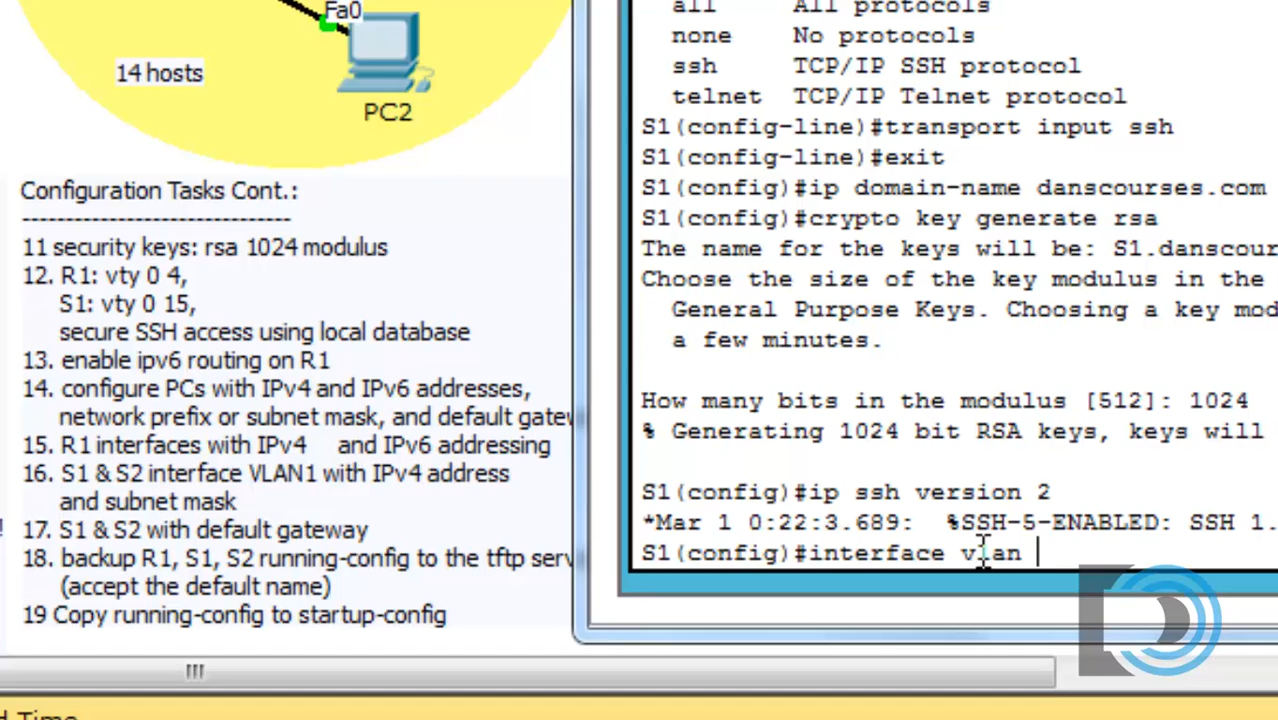 Fa0
14 hosts
PC2
Configuration Tasks Cont.:
--------------------------------
11 security keys: rsa 1024 modulus
12. R1: vty 0 4,
S1: vty 0 15,
secure SSH access using local database
13. enable ipv6 routing on R1
14. configure PCs with IPv4 and IPv6 addresses,
network prefix or subnet mask, and default gatew
15. R1 interfaces with IPv4 and IPv6 addressing
16. S1 & S2 interface VLAN1 with IPv4 address
and subnet mask
17. S1 & S2 with default gateway
18. backup R1, S1, S2 running-config to the tftp serv
(accept the default name)
19 Copy running-config to startup-config
all All protocols
none No protocols
ssh TCP/IP SSH protocol
telnet TCP/IP Telnet protocol
S1(config-line)#transport input ssh
S1(config-line)#exit
S1(config)#ip domain-name danscourses.com
S1(config)#crypto key generate rsa
The name for the keys will be: S1.danscour
Choose the size of the key modulus in the
General Purpose Keys. Choosing a key mod
a few minutes.
How many bits in the modulus [512]: 1024
% Generating 1024 bit RSA keys, keys will
S1(config)#ip ssh version 2
*Mar 1 0:22:3.689: %SSH-5-ENABLED: SSH 1.
S1(config)#interface vlan